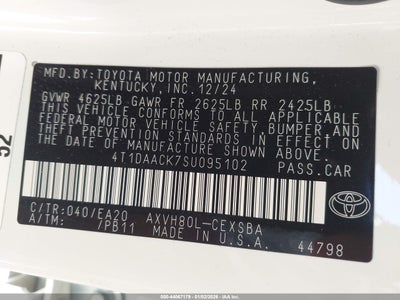 MFD.BY:TOYOTA MOTOR MANUFACTURING,
KENTUCKY,INC.12/24
GVWR 4625LB GAWR FR 2625LB RR 2425LB
THIS VEHICLE CONFORMS TO ALL APPLICABLE
FEDERAL MOTOR VEHICLE SAFETY, BUMPER, AND
THEFT PREVENTION STANDARDS IN EFFECT ON
THE DATE OF MANUFACTURE SHOWN ABOVE.
4T1DAACK7SU095102 PASS.CAR
C/TR:040/EA20 AXVH80L-CEXSBA
A/TM: /PB11 MADE IN U.S.A.
44798
TOYOTA
52
000-44067179 - 01/02/2026 - IAA Inc.